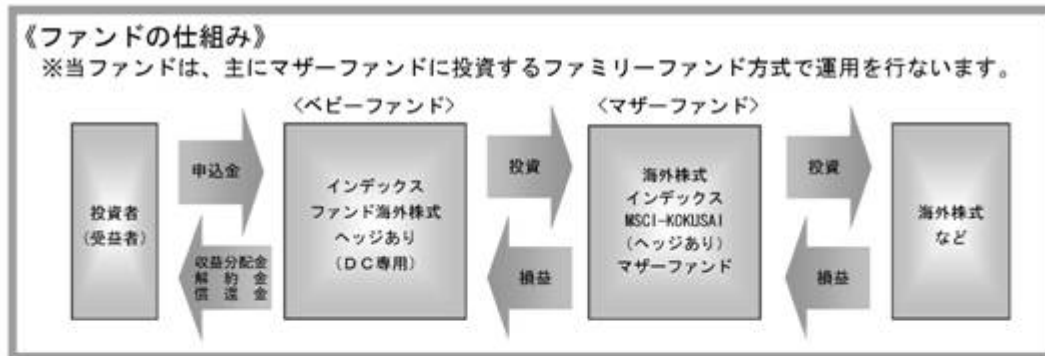 《ファンドの仕組み》
※当ファンドは、主にマザーファンドに投資するファミリーファンド方式で運用を行ないます。
〈ベビーファンド〉
〈マザーファンド〉
投資者
(受益者)
申込金
収益分配金
解約金
償還金
インデックス
ファンド海外株式
ヘッジあり
(DC専用)
投資
損益
海外株式
インデックス
MSCI-KOKUSAI
(ヘッジあり)
マザーファンド
投資
損益
海外株式
など